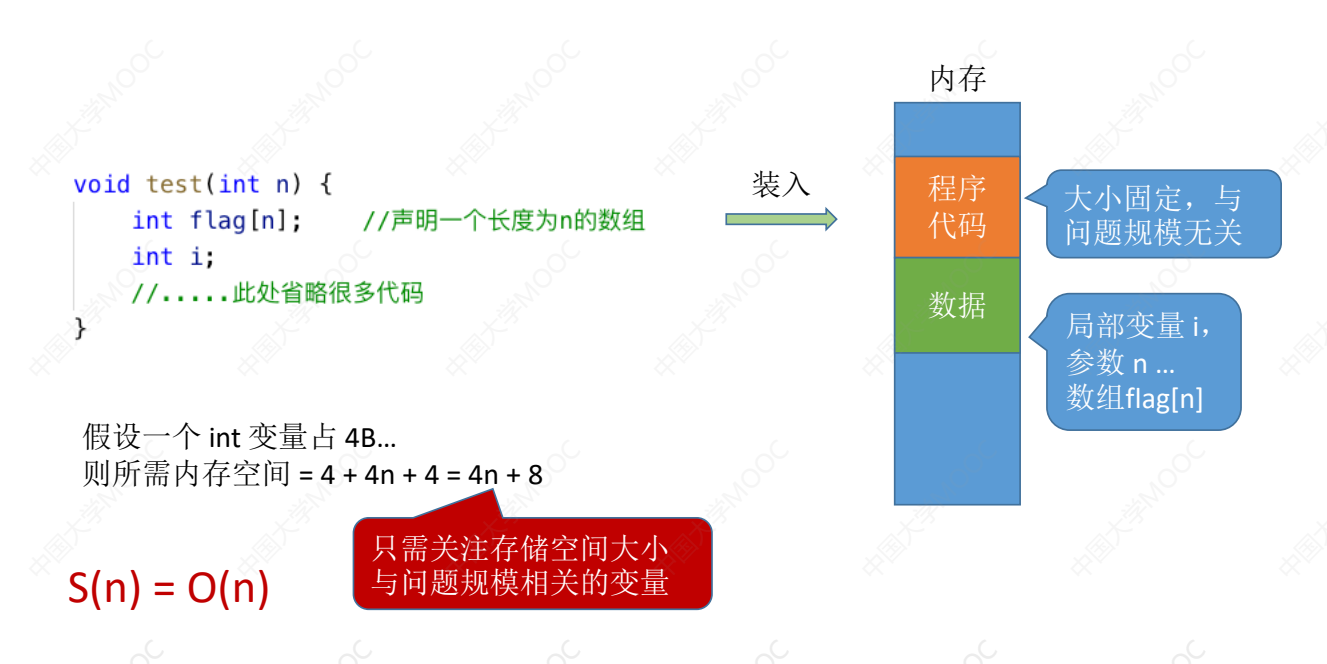 内存
void test(int n) {
int flag[n]; //声明一个长度为n的数组
int i;
//.....此处省略很多代码
}
装入
程序
代码
大小固定，与
问题规模无关
数据
局部变量 i，
参数 n …
数组flag[n]
假设一个 int 变量占 4B…
则所需内存空间 = 4 + 4n + 4 = 4n + 8
只需关注存储空间大小
与问题规模相关的变量
S(n) = O(n)
中国大学MOOC